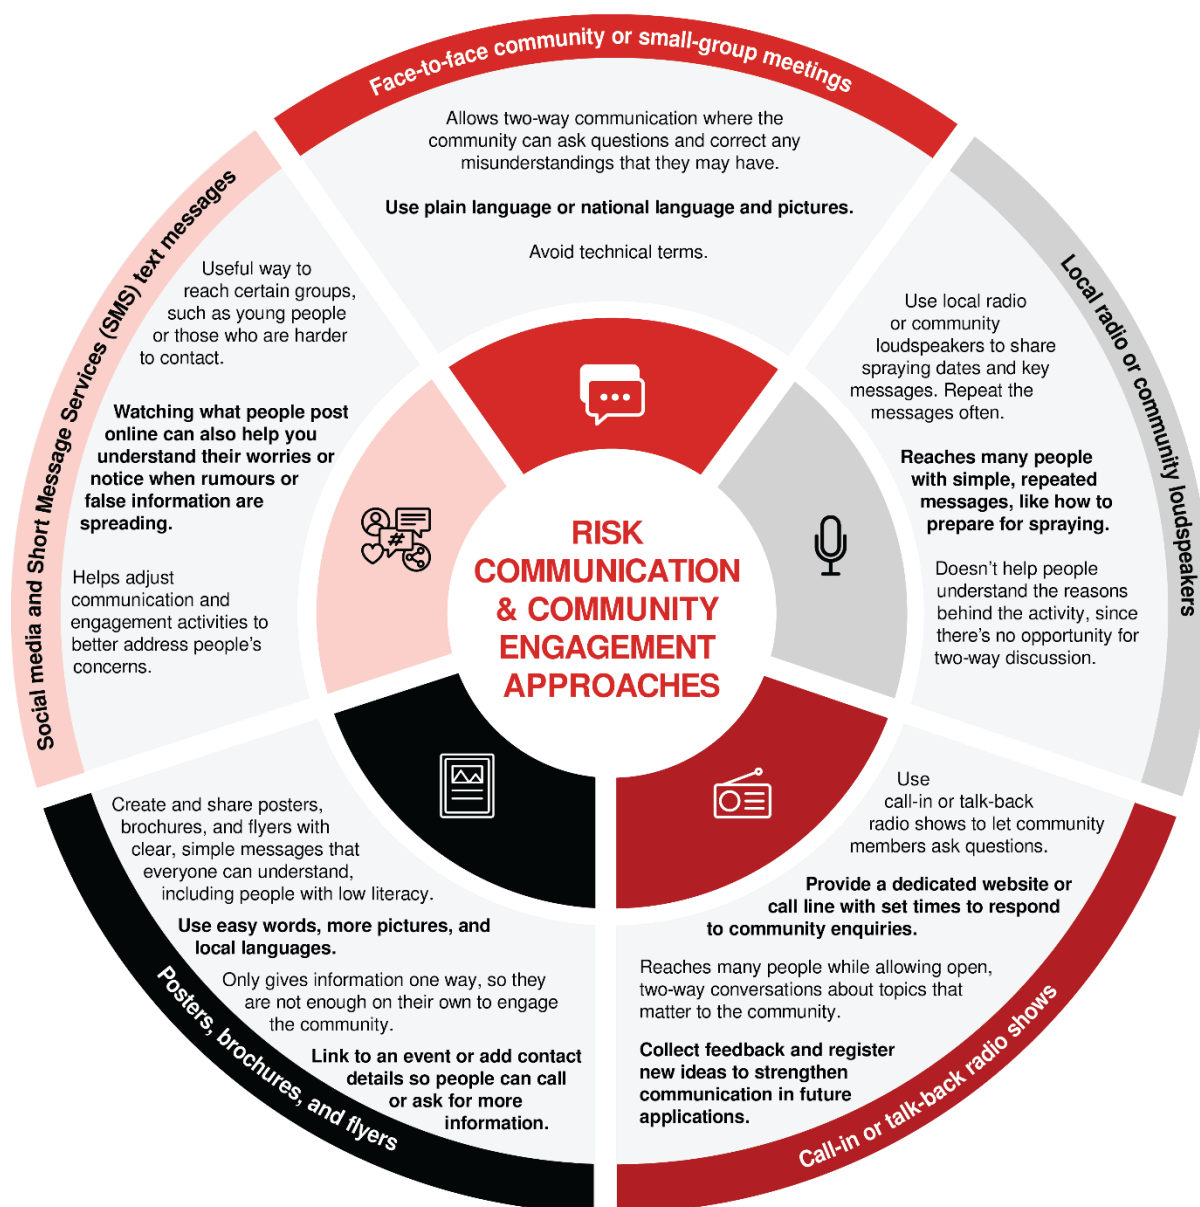 Face-to-face community or small-group meetings
Allows two-way communication where the
community can ask questions and correct any
misunderstandings that they may have.
Use plain language or national language and pictures.
Avoid technical terms.
Local radio or community loudspeakers
Use local radio
or community
loudspeakers to share
spraying dates and key
messages. Repeat the
messages often.
Reaches many people
with simple, repeated
messages, like how to
prepare for spraying.
Doesn't help people
understand the reasons
behind the activity, since
there's no opportunity for
two-way discussion.
Call-in or talk-back radio shows
Use
call-in or talk-back
radio shows to let community
members ask questions.
Provide a dedicated website or
call line with set times to respond
to community enquiries.
Reaches many people while allowing open,
two-way conversations about topics that
matter to the community.
Collect feedback and register
new ideas to strengthen
communication in future
applications.
Posters, brochures, and flyers
Create and share posters,
brochures, and flyers with
clear, simple messages that
everyone can understand,
including people with low literacy.
Use easy words, more pictures, and
local languages.
Only gives information one way, so they
are not enough on their own to engage
the community.
Link to an event or add contact
details so people can call
or ask for more
information.
Social media and Short Message Services (SMS) text messages
Useful way to
reach certain groups,
such as young people
or those who are harder
to contact.
Watching what people post
online can also help you
understand their worries or
notice when rumours or
false information are
spreading.
Helps adjust
communication and
engagement activities to
better address people's
concerns.
#
RISK
COMMUNICATION
& COMMUNITY
ENGAGEMENT
APPROACHES